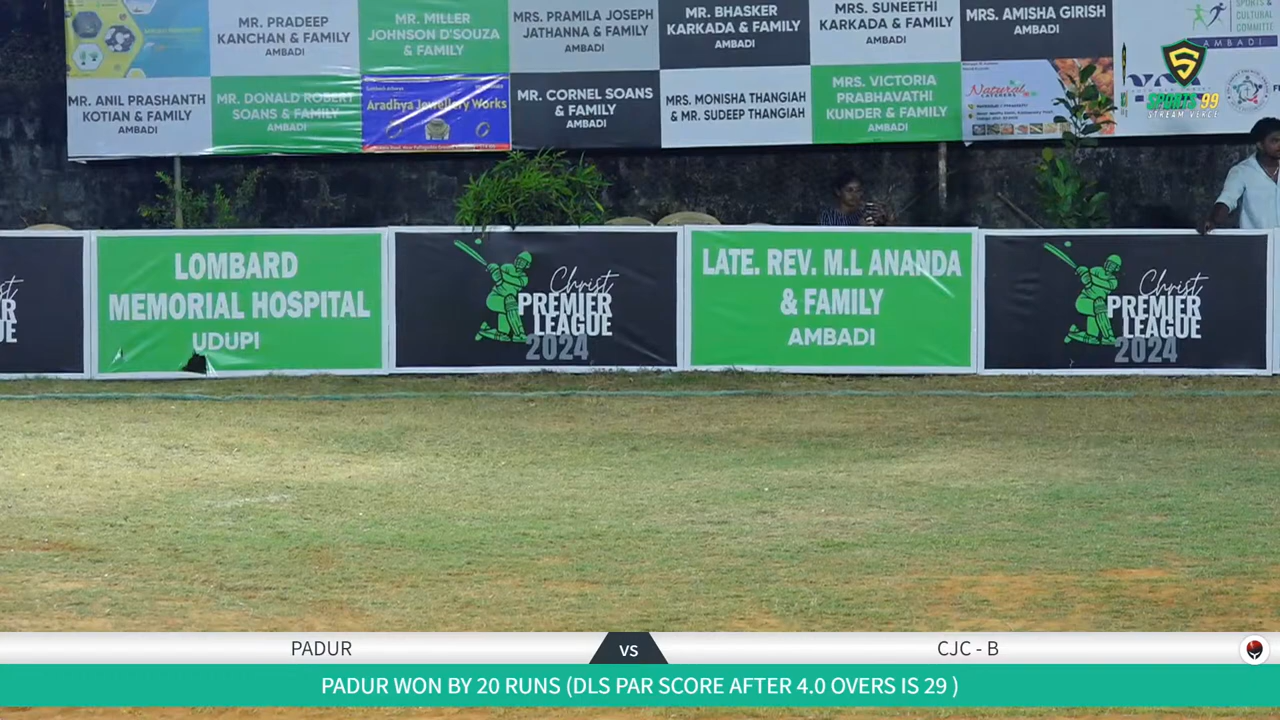 MR. PRADEEP
KANCHAN & FAMILY
AMBADI
MR. MILLER
JOHNSON D'SOUZA
& FAMILY
MRS. PRAMILA JOSEPH
JATHANNA & FAMILY
AMBADI
MR. BHASKER
KARKADA & FAMILY
AMBADI
MRS. SUNEETHI
KARKADA & FAMILY
AMBADI
MRS. AMISHA GIRISH
AMBADI
SPORTS &
CULTURAL
COMMITTE
AMBADI
MR. ANIL PRASHANTH
KOTIAN & FAMILY
AMBADI
MR. DONALD ROBERT
SOANS & FAMILY
AMBADI
Aradhya Jewellery Works
MR. CORNEL SOANS
& FAMILY
AMBADI
MRS. MONISHA THANGIAH
& MR. SUDEEP THANGIAH
MRS. VICTORIA
PRABHAVATHI
KUNDER & FAMILY
AMBADI
Natural
SPORTS 99
STREAM VERCE
LOMBARD
MEMORIAL HOSPITAL
UDUPI
Christ
PREMIER
LEAGUE
2024
LATE. REV. M.L ANANDA
& FAMILY
AMBADI
Christ
PREMIER
LEAGUE
2024
PADUR vs CJC - B
PADUR WON BY 20 RUNS (DLS PAR SCORE AFTER 4.0 OVERS IS 29 )